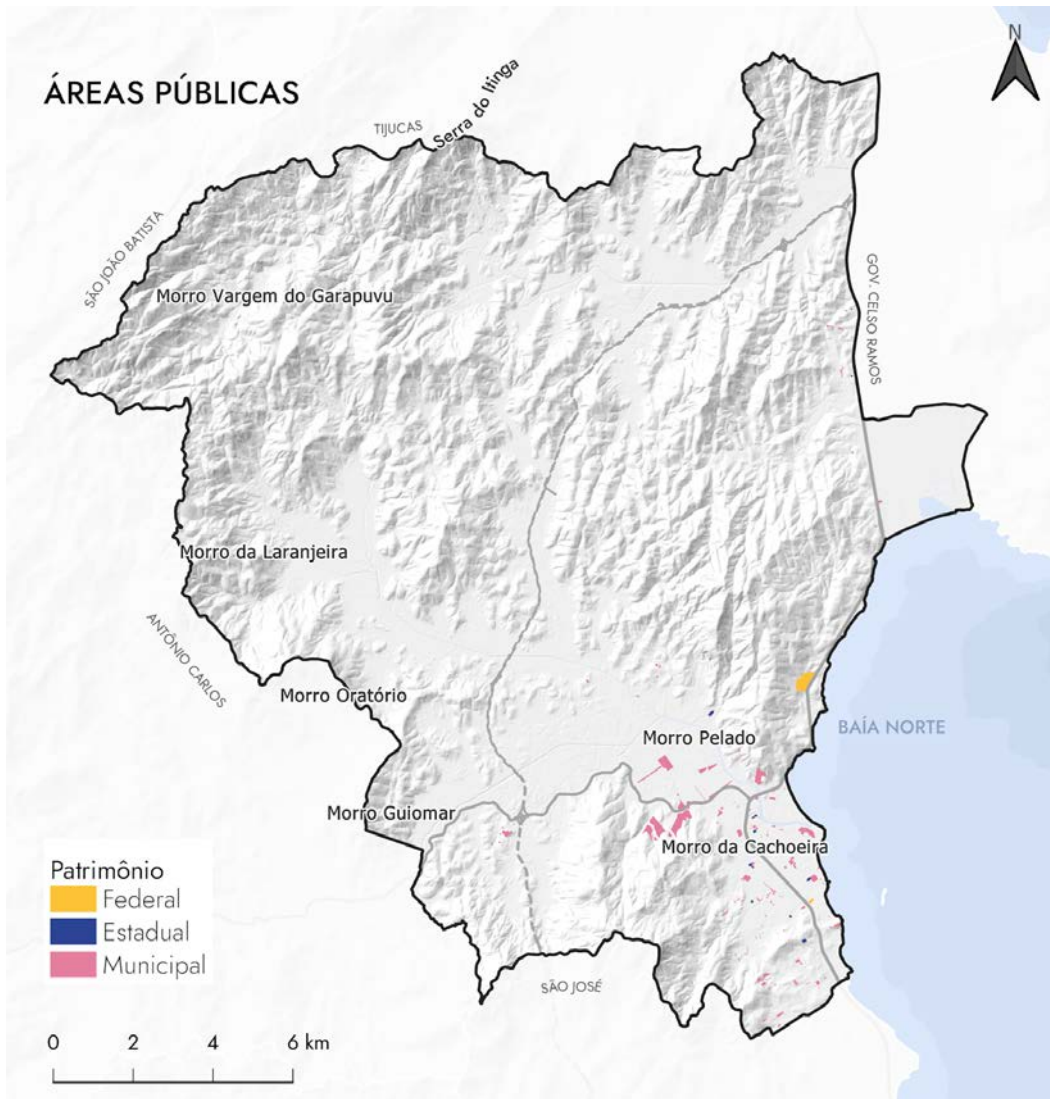 N
ÁREAS PÚBLICAS
Serra do Itinga
TIJUCAS
SÃO JOÃO BATISTA
Morro Vargem do Garapuvu
GOV. CELSO RAMOS
Morro da Laranjeira
ANTÔNIO CARLOS
Morro Oratório
BAÍA NORTE
Morro Pelado
Morro Guiomar
Morro da Cachoeira
Patrimônio
Federal
Estadual
Municipal
SÃO JOSÉ
0 2 4 6 km